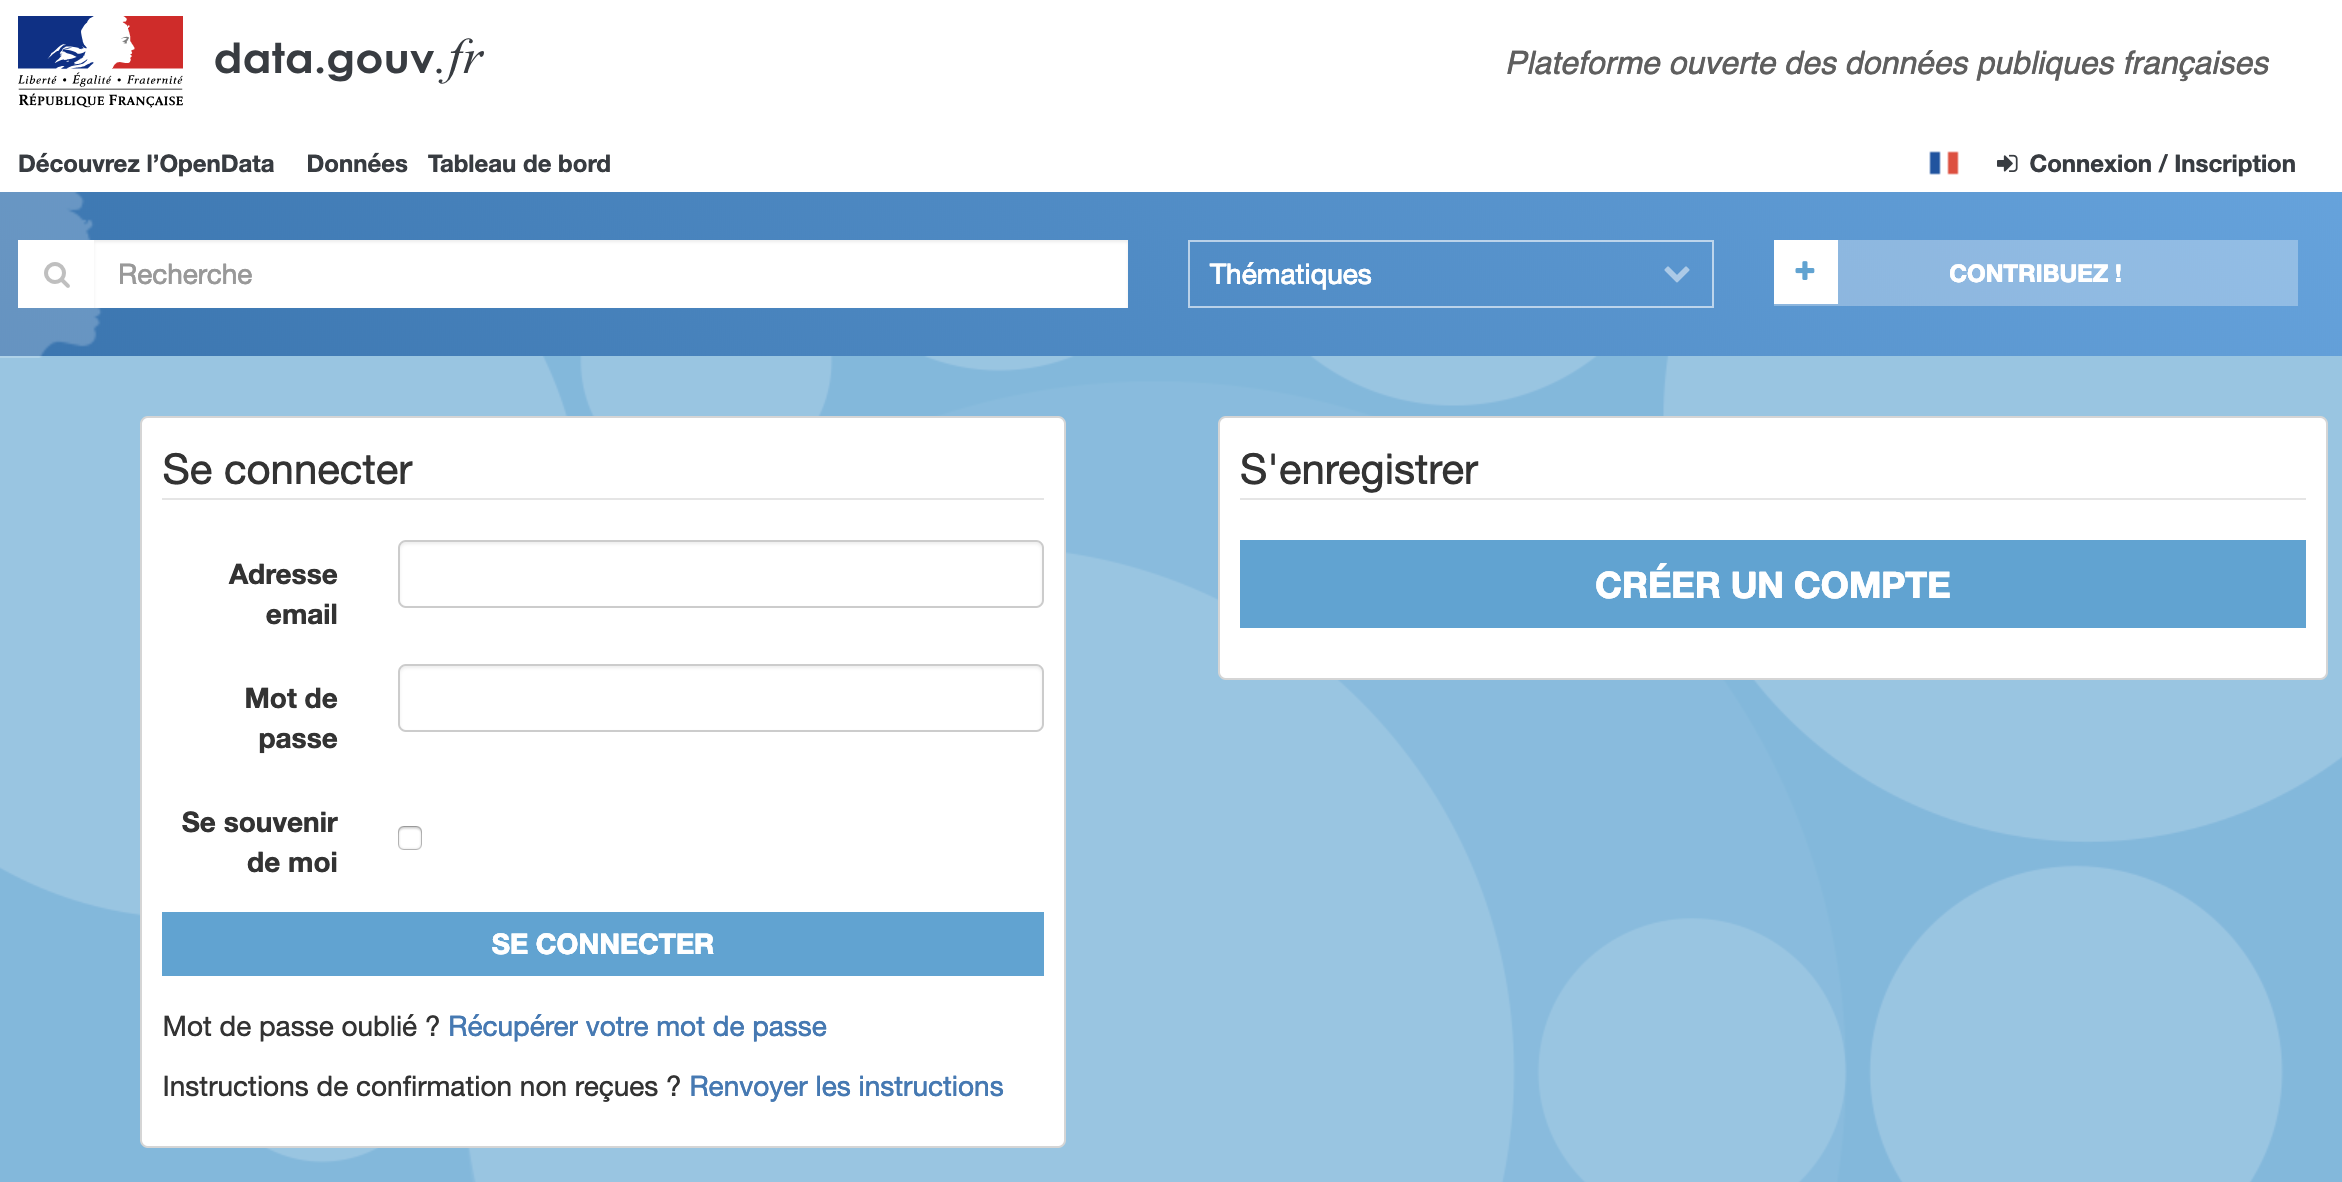 Liberté • Égalité • Fraternité
RÉPUBLIQUE FRANÇAISE
data.gouv.fr
Plateforme ouverte des données publiques françaises
Découvrez l’OpenData Données Tableau de bord Connexion / Inscription
Recherche Thématiques + CONTRIBUEZ !
Se connecter
Adresse
email
Mot de
passe
Se souvenir
de moi
SE CONNECTER
Mot de passe oublié ? Récupérer votre mot de passe
Instructions de confirmation non reçues ? Renvoyer les instructions
S'enregistrer
CRÉER UN COMPTE